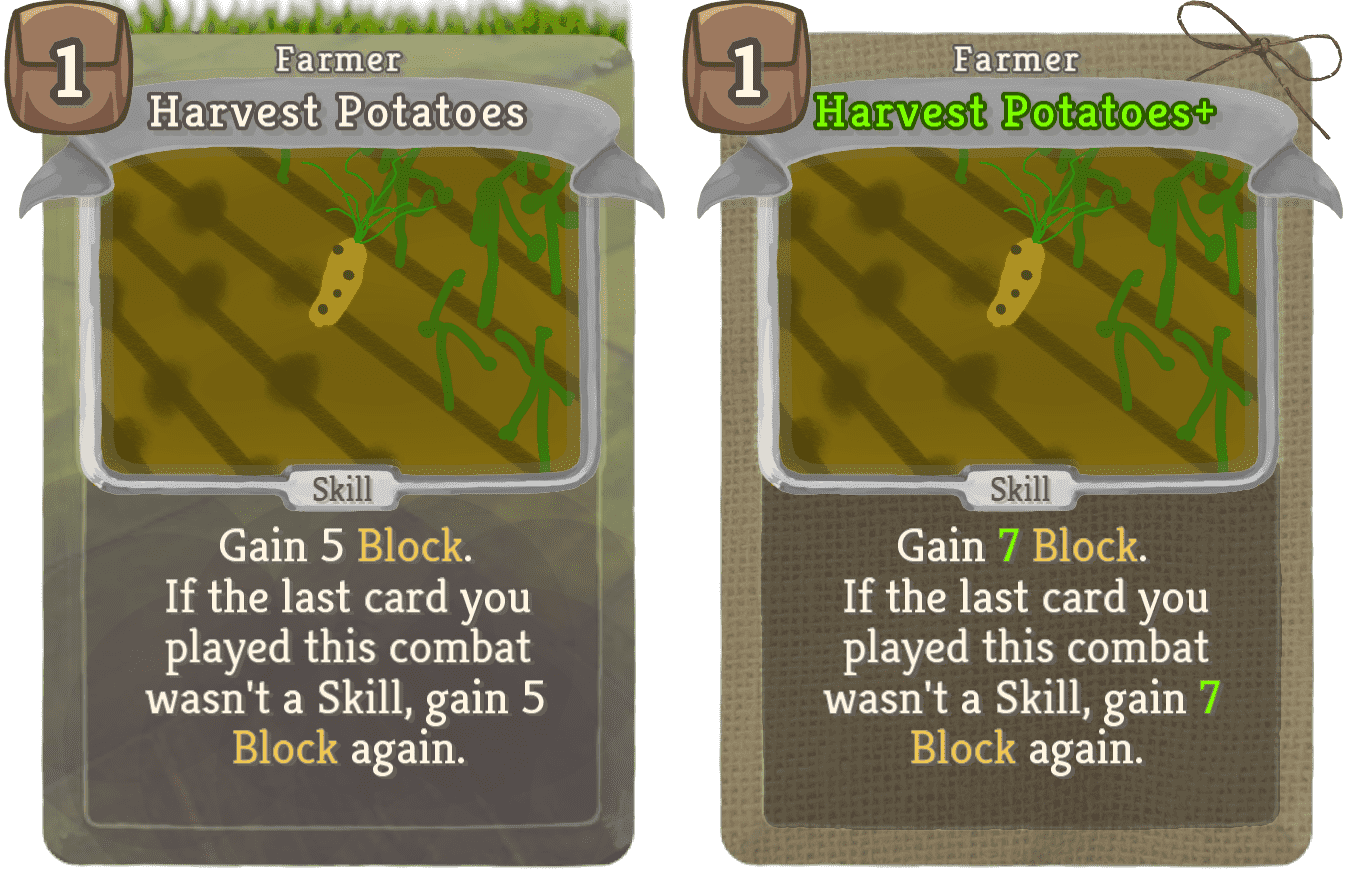 1
Farmer
Harvest Potatoes
Skill
Gain 5 Block.
If the last card you
played this combat
wasn't a Skill, gain 5
Block again.
1
Farmer
Harvest Potatoes+
Skill
Gain 7 Block.
If the last card you
played this combat
wasn't a Skill, gain 7
Block again.